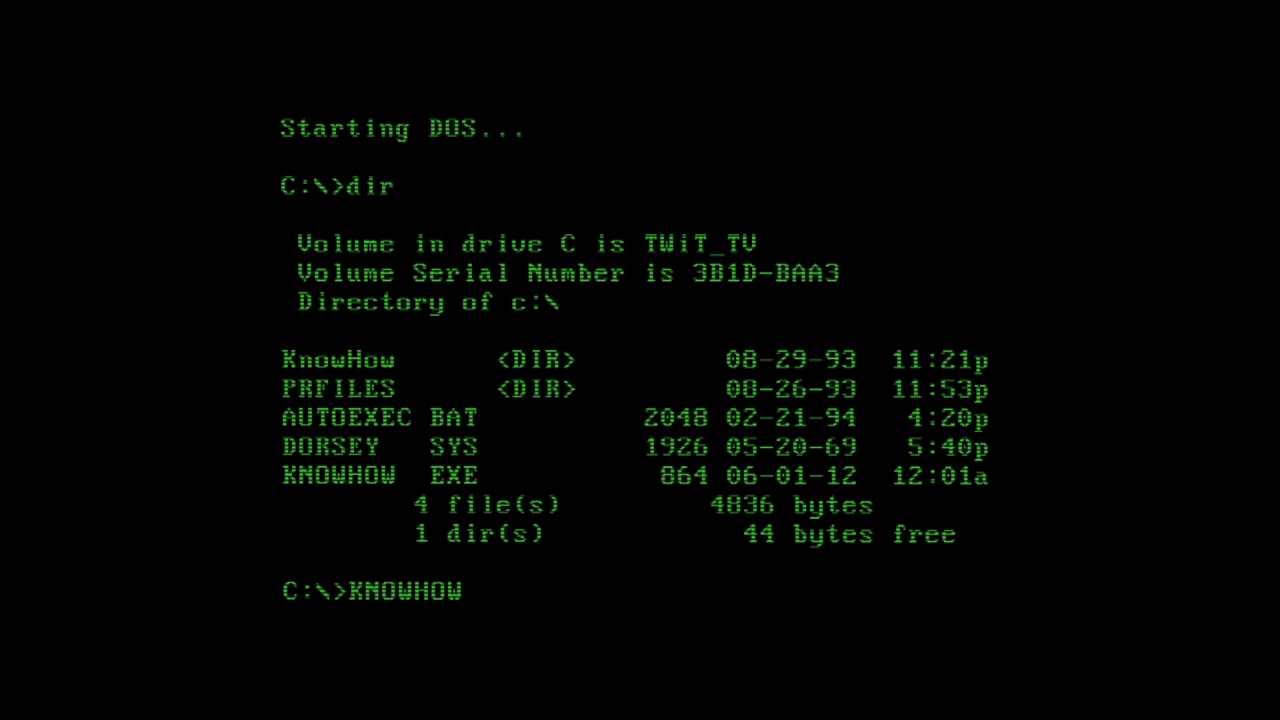 Starting DOS...
C:\>dir
Volume in drive C is TWiT_TV
Volume Serial Number is 3B1D-BAA3
Directory of c:\
KnowHow <DIR> 08-29-93 11:21p
PRFILES <DIR> 08-26-93 11:53p
AUTOEXEC BAT 2048 02-21-94 4:20p
DORSEY SYS 1926 05-20-69 5:40p
KNOWHOW EXE 864 06-01-12 12:01a
4 file(s) 4836 bytes
1 dir(s) 44 bytes free
C:\>KNOWHOW